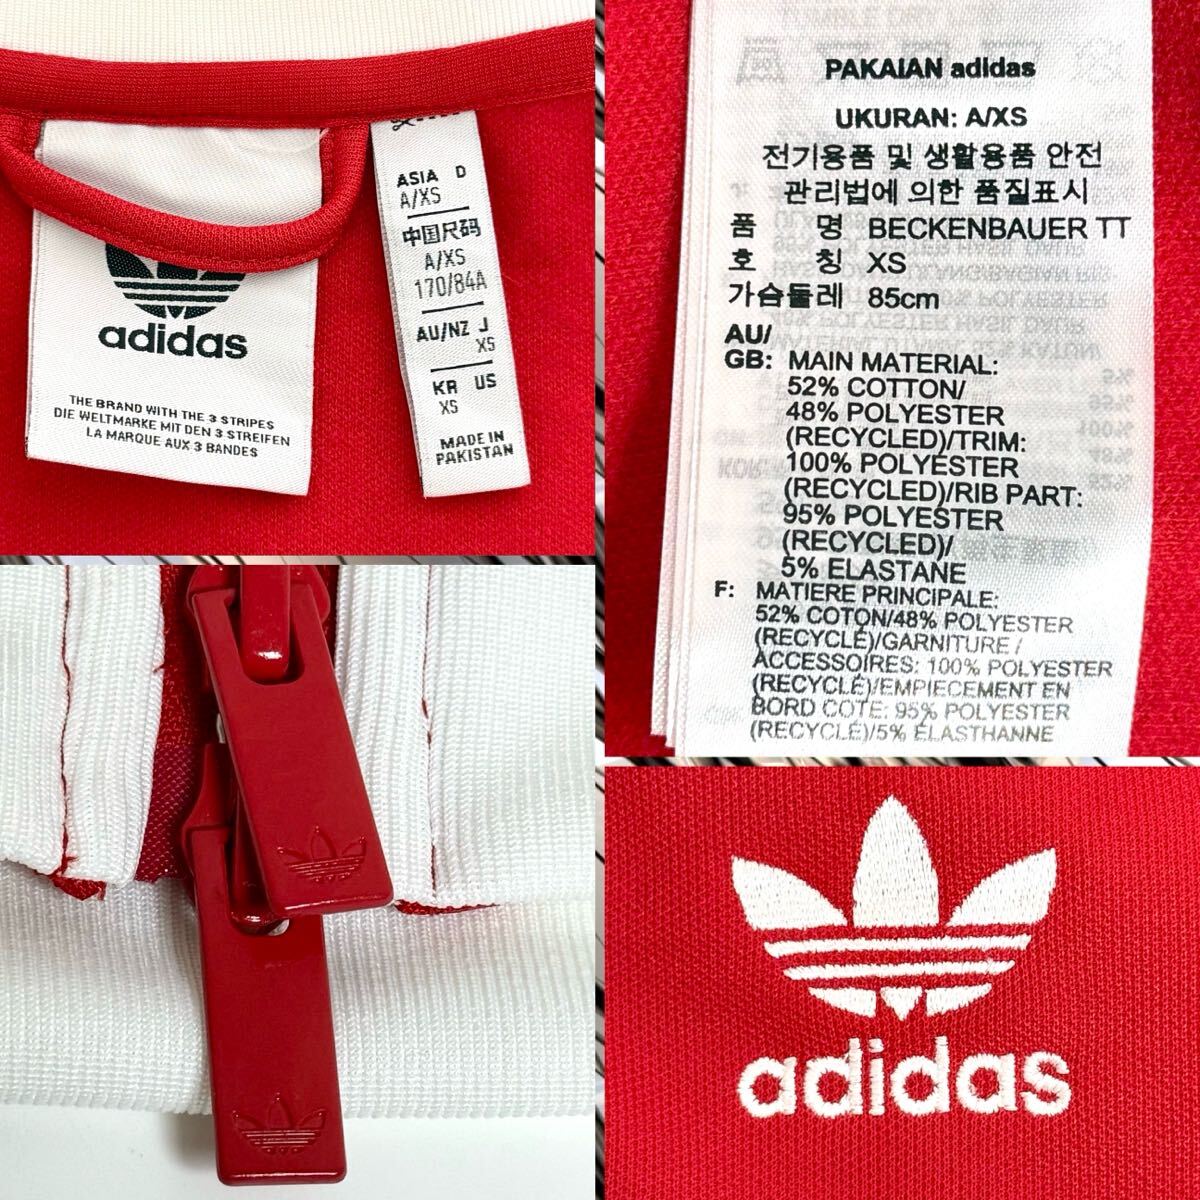 adidas
THE BRAND WITH THE 3 STRIPES
DIE WELTMARKE MIT DEN 3 STREIFEN
LA MARQUE AUX 3 BANDES
ASIA D
A/XS
中国尺码
A/XS
170/84A
AU/NZ J
XS
KR US
XS
MADE IN
PAKISTAN
PAKAIAN adidas
UKURAN: A/XS
전기용품 및 생활용품 안전
관리법에 의한 품질표시
품 명 BECKENBAUER TT
호 칭 XS
가슴둘레 85cm
AU/
GB: MAIN MATERIAL:
52% COTTON/
48% POLYESTER
(RECYCLED)/TRIM:
100% POLYESTER
(RECYCLED)/RIB PART:
95% POLYESTER
(RECYCLED)/
5% ELASTANE
F: MATIERE PRINCIPALE:
52% COTON/48% POLYESTER
(RECYCLÉ)/GARNITURE /
ACCESSOIRES: 100% POLYESTER
(RECYCLÉ)/EMPIECEMENT EN
BORD COTE: 95% POLYESTER
(RECYCLÉ)/5% ÉLASTHANNE
adidas